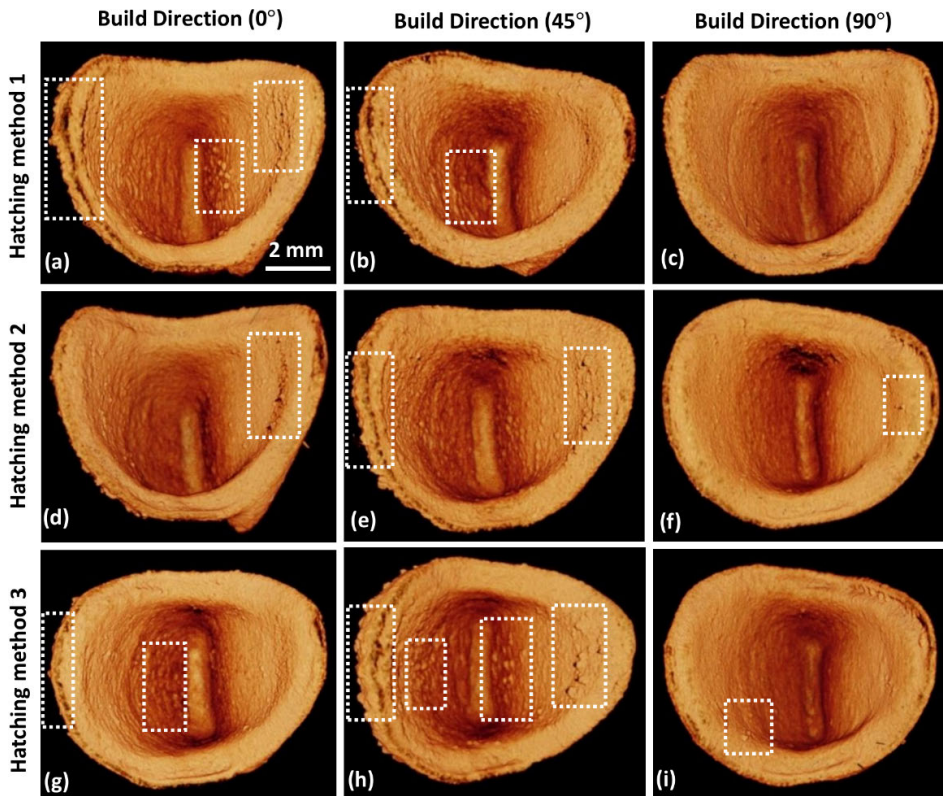 Build Direction (0°)
Build Direction (45°)
Build Direction (90°)
Hatching method 1
(a)
2 mm
(b)
(c)
Hatching method 2
(d)
(e)
(f)
Hatching method 3
(g)
(h)
(i)